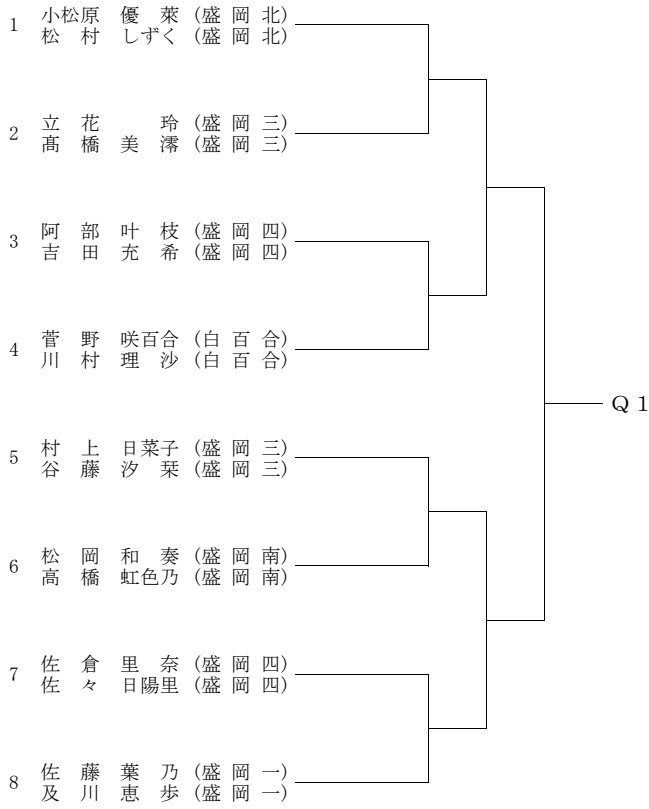 1 小松原 優 菜 (盛 岡 北)
松 村 しずく (盛 岡 北)
2 立 花 玲 (盛 岡 三)
髙 橋 美 澪 (盛 岡 三)
3 阿 部 叶 枝 (盛 岡 四)
吉 田 充 希 (盛 岡 四)
4 菅 野 咲百合 (白 百 合)
川 村 理 沙 (白 百 合)
Q 1
5 村 上 日菜子 (盛 岡 三)
谷 藤 汐 栞 (盛 岡 三)
6 松 岡 和 奏 (盛 岡 南)
高 橋 虹色乃 (盛 岡 南)
7 佐 倉 里 奈 (盛 岡 四)
佐 々 日陽里 (盛 岡 四)
8 佐 藤 葉 乃 (盛 岡 一)
及 川 恵 歩 (盛 岡 一)